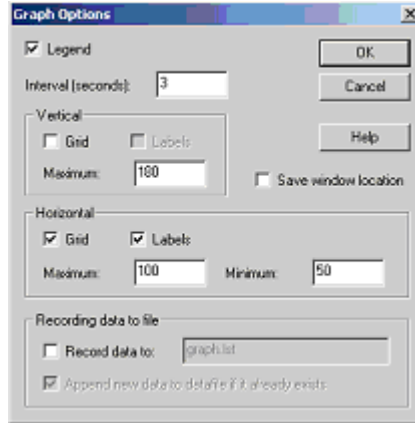 Graph Options
Legend
OK
Interval (seconds):
3
Cancel
Vertical
Grid
Labels
Help
Maximum:
180
Save window location
Horizontal
Grid
Labels
Maximum:
100
Minimum:
50
Recording data to file
Record data to:
graph.lst
Append new data to datafile if it already exists